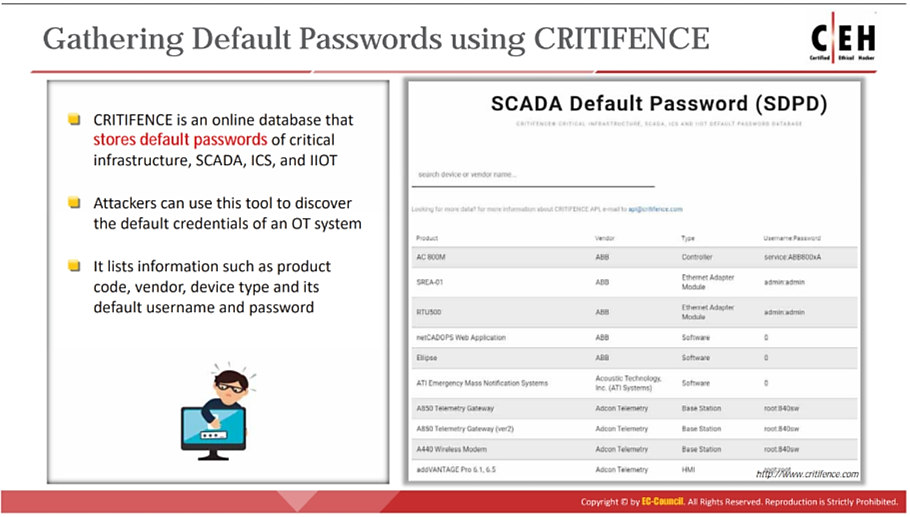 Gathering Default Passwords using CRITIFENCE
CEH
Certified Ethical Hacker
CRITIFENCE is an online database that
stores default passwords of critical
infrastructure, SCADA, ICS, and IIOT
Attackers can use this tool to discover
the default credentials of an OT system
It lists information such as product
code, vendor, device type and its
default username and password
SCADA Default Password (SDPD)
CRITIFENCE® CRITICAL INFRASTRUCTURE, SCADA, ICS AND IIOT DEFAULT PASSWORD DATABASE
search device or vendor name...
Looking for more data? for more information about CRITIFENCE API, e-mail to api@critifence.com
Product Vendor Type Username:Password
AC 800M ABB Controller service:ABB800xA
SREA-01 ABB Ethernet Adapter Module admin:admin
RTU500 ABB Ethernet Adapter Module admin:admin
netCADOPS Web Application ABB Software 0
Ellipse ABB Software 0
ATI Emergency Mass Notification Systems Acoustic Technology, Inc. (ATI Systems) Software 0
A850 Telemetry Gateway Adcon Telemetry Base Station root:840sw
A850 Telemetry Gateway (ver2) Adcon Telemetry Base Station root:840sw
A440 Wireless Modem Adcon Telemetry Base Station root:840sw
addVANTAGE Pro 6.1, 6.5 Adcon Telemetry HMI
http://www.critifence.com
Copyright © by EC-Council. All Rights Reserved. Reproduction is Strictly Prohibited.